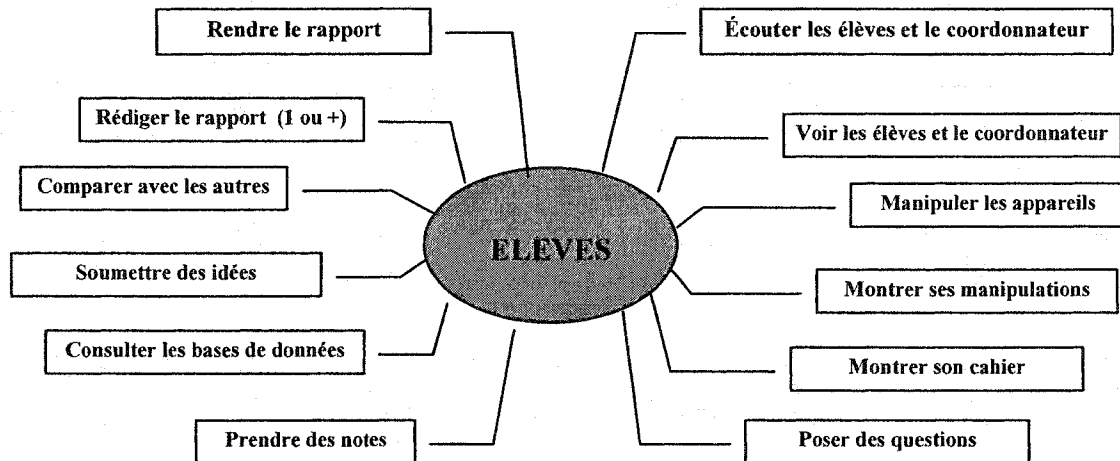 Rendre le rapport
Écouter les élèves et le coordonnateur
Rédiger le rapport (1 ou +)
Voir les élèves et le coordonnateur
Comparer avec les autres
Manipuler les appareils
ELÈVES
Soumettre des idées
Montrer ses manipulations
Consulter les bases de données
Montrer son cahier
Prendre des notes
Poser des questions